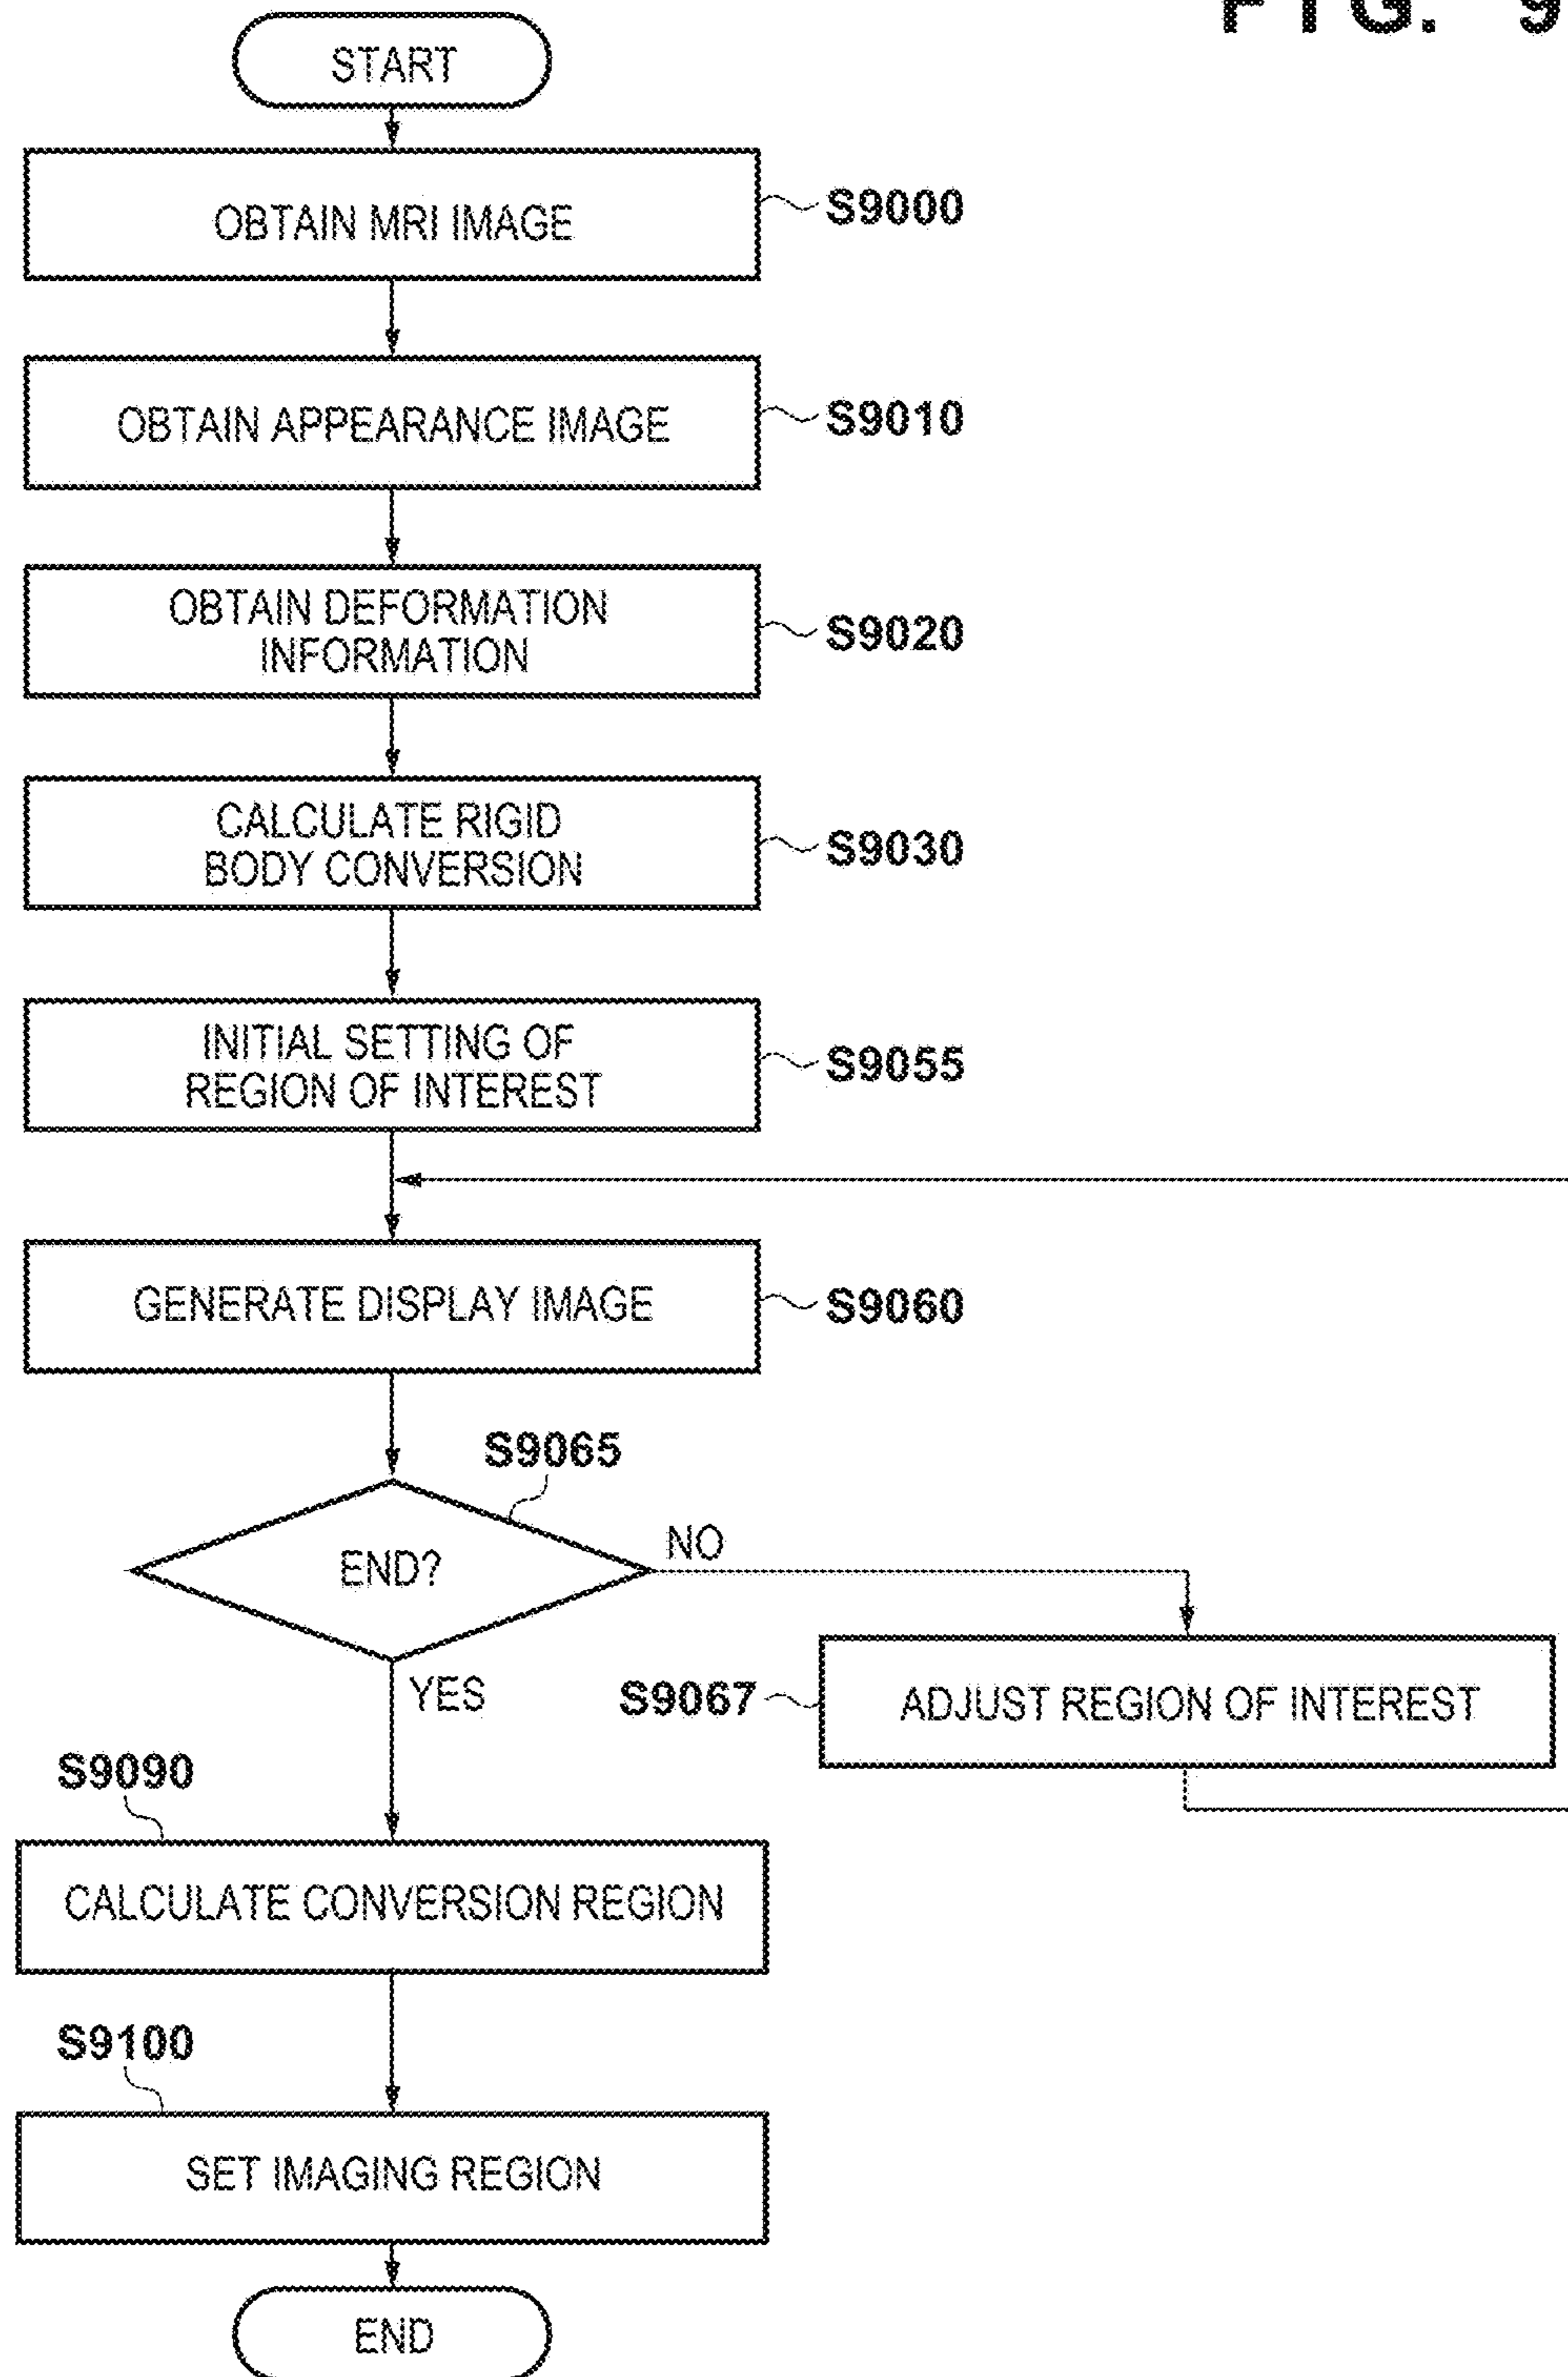 FIG. 9
START
OBTAIN MRI IMAGE
S9000
OBTAIN APPEARANCE IMAGE
S9010
OBTAIN DEFORMATION
INFORMATION
S9020
CALCULATE RIGID
BODY CONVERSION
S9030
INITIAL SETTING OF
REGION OF INTEREST
S9055
GENERATE DISPLAY IMAGE
S9060
S9065
END?
NO
YES
S9067
ADJUST REGION OF INTEREST
S9090
CALCULATE CONVERSION REGION
S9100
SET IMAGING REGION
END